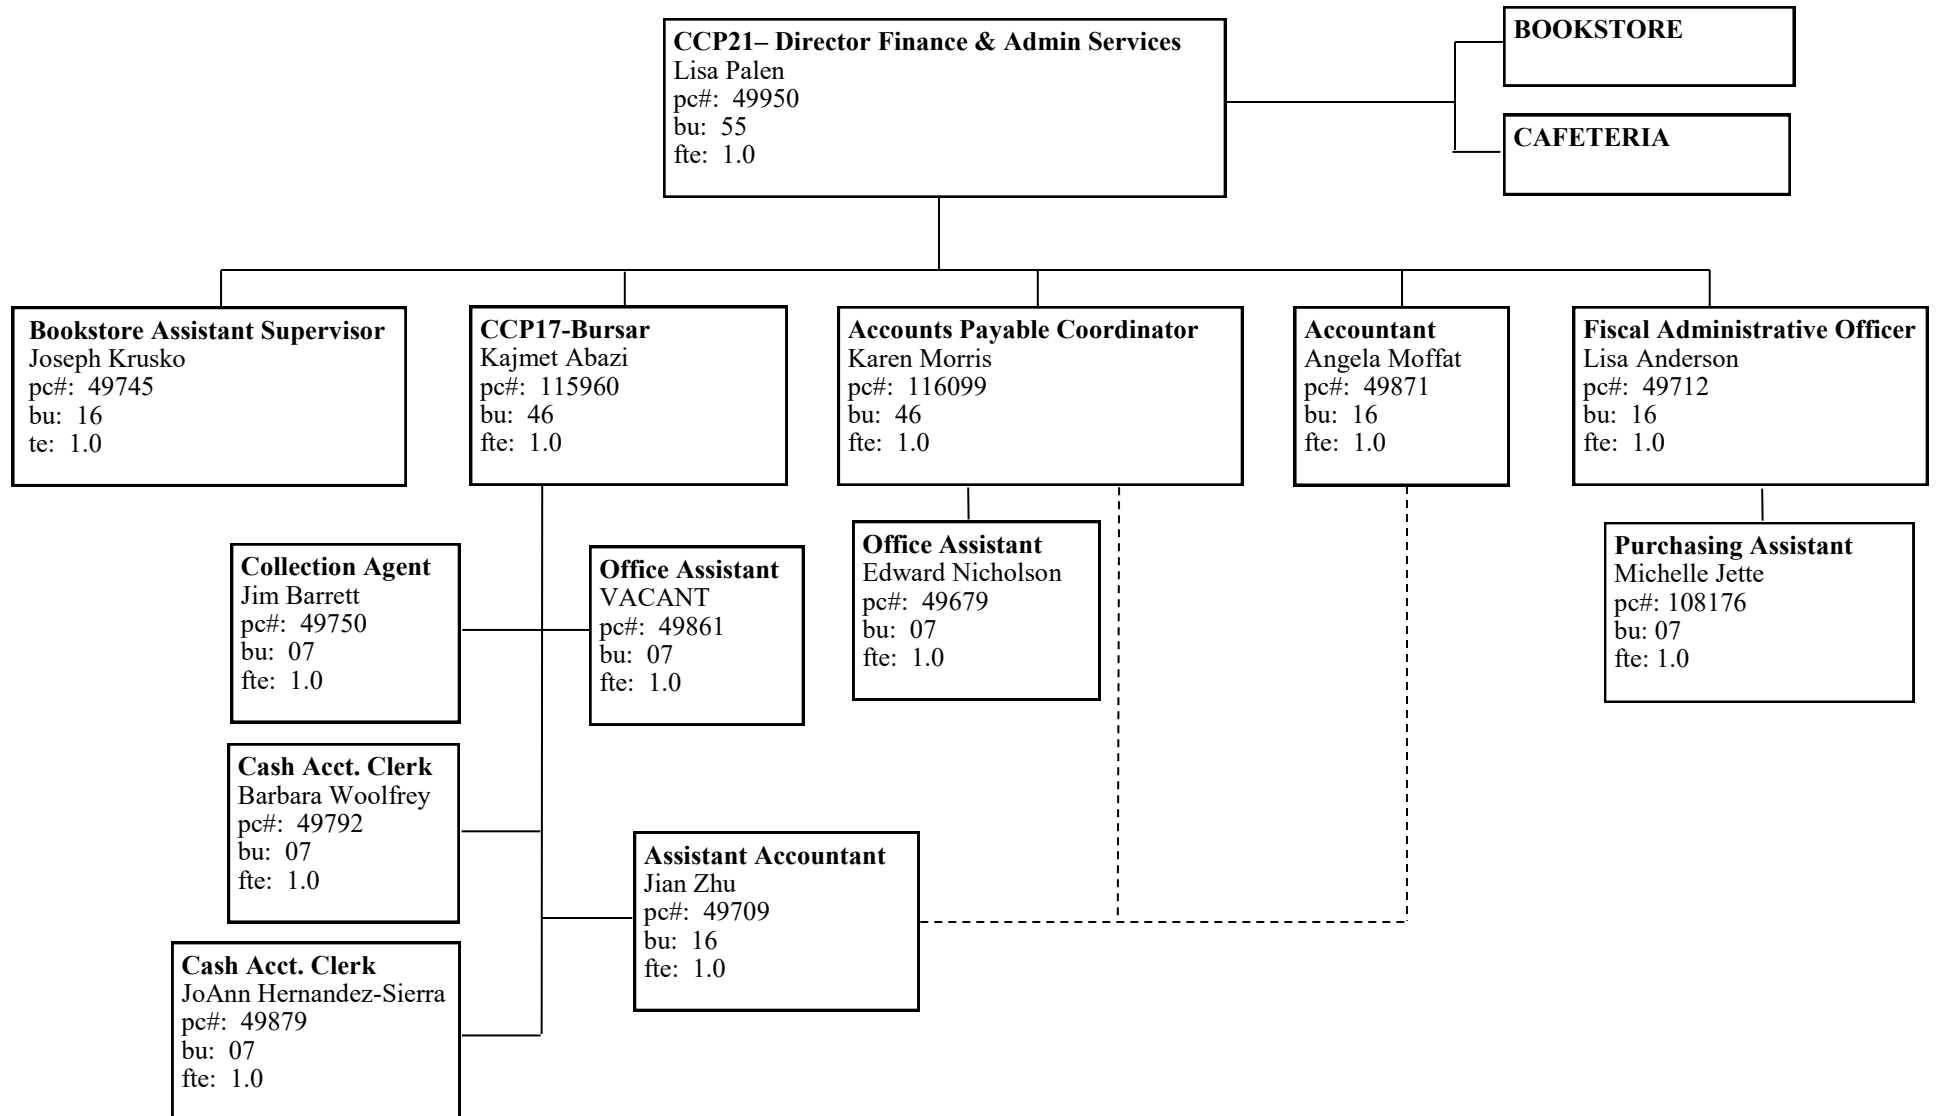 CCP21– Director Finance & Admin Services
Lisa Palen
pc#: 49950
bu: 55
fte: 1.0
BOOKSTORE
CAFETERIA
Bookstore Assistant Supervisor
Joseph Krusko
pc#: 49745
bu: 16
te: 1.0
CCP17-Bursar
Kajmet Abazi
pc#: 115960
bu: 46
fte: 1.0
Accounts Payable Coordinator
Karen Morris
pc#: 116099
bu: 46
fte: 1.0
Accountant
Angela Moffat
pc#: 49871
bu: 16
fte: 1.0
Fiscal Administrative Officer
Lisa Anderson
pc#: 49712
bu: 16
fte: 1.0
Collection Agent
Jim Barrett
pc#: 49750
bu: 07
fte: 1.0
Office Assistant
VACANT
pc#: 49861
bu: 07
fte: 1.0
Office Assistant
Edward Nicholson
pc#: 49679
bu: 07
fte: 1.0
Purchasing Assistant
Michelle Jette
pc#: 108176
bu: 07
fte: 1.0
Cash Acct. Clerk
Barbara Woolfrey
pc#: 49792
bu: 07
fte: 1.0
Assistant Accountant
Jian Zhu
pc#: 49709
bu: 16
fte: 1.0
Cash Acct. Clerk
JoAnn Hernandez-Sierra
pc#: 49879
bu: 07
fte: 1.0